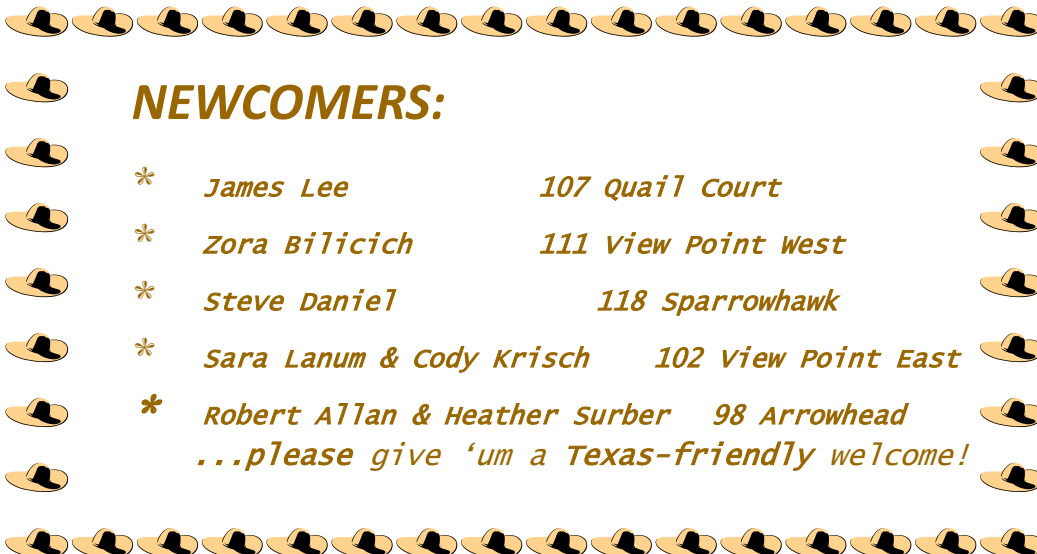 NEWCOMERS:
* James Lee 107 Quail Court
* Zora Bilicich 111 View Point West
* Steve Daniel 118 Sparrowhawk
* Sara Lanum & Cody Krisch 102 View Point East
* Robert Allan & Heather Surber 98 Arrowhead
...please give ‘um a Texas-friendly welcome!